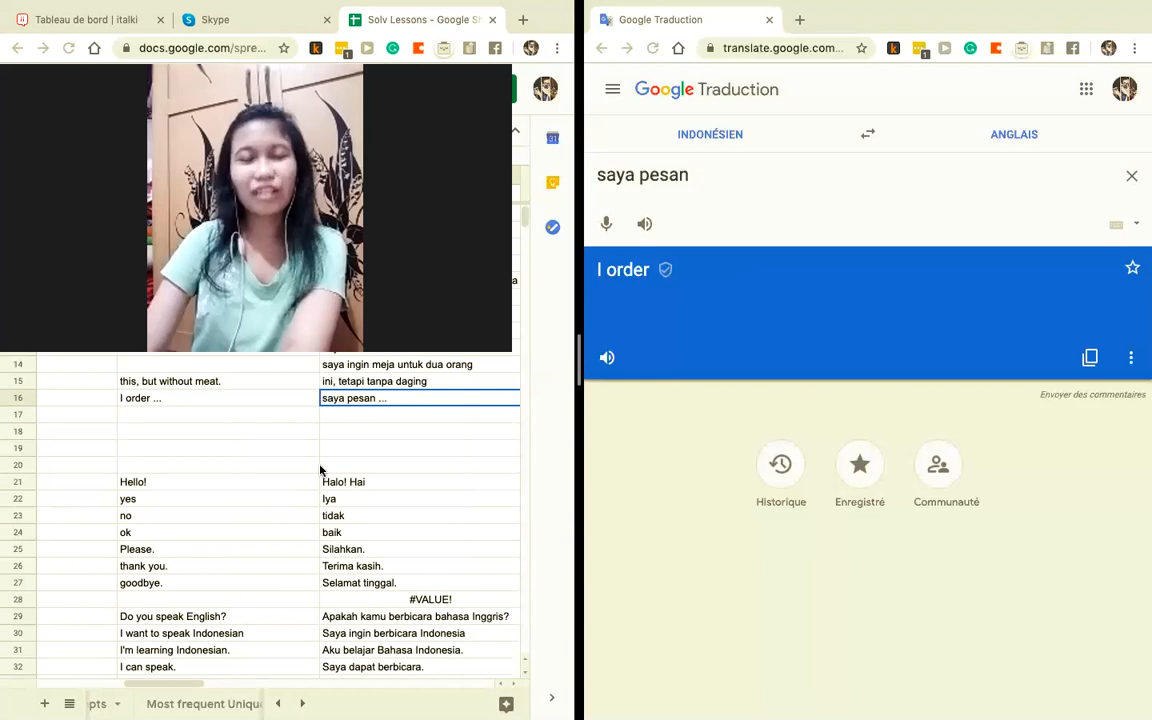 Tableau de bord | italki
Skype
Solv Lessons - Google Sh
docs.google.com/spre...
1
31
a
14 saya ingin meja untuk dua orang
15 this, but without meat. ini, tetapi tanpa daging
16 I order ... saya pesan ...
17
18
19
20
21 Hello! Halo! Hai
22 yes Iya
23 no tidak
24 ok baik
25 Please. Silahkan.
26 thank you. Terima kasih.
27 goodbye. Selamat tinggal.
28 #VALUE!
29 Do you speak English? Apakah kamu berbicara bahasa Inggris?
30 I want to speak Indonesian Saya ingin berbicara Indonesia
31 I'm learning Indonesian. Aku belajar Bahasa Indonesia.
32 I can speak. Saya dapat berbicara.
pts
Most frequent Uniqu
Google Traduction
translate.google.com...
1
Google Traduction
INDONÉSIEN ANGLAIS
saya pesan
I order
Envoyer des commentaires
Historique Enregistré Communauté